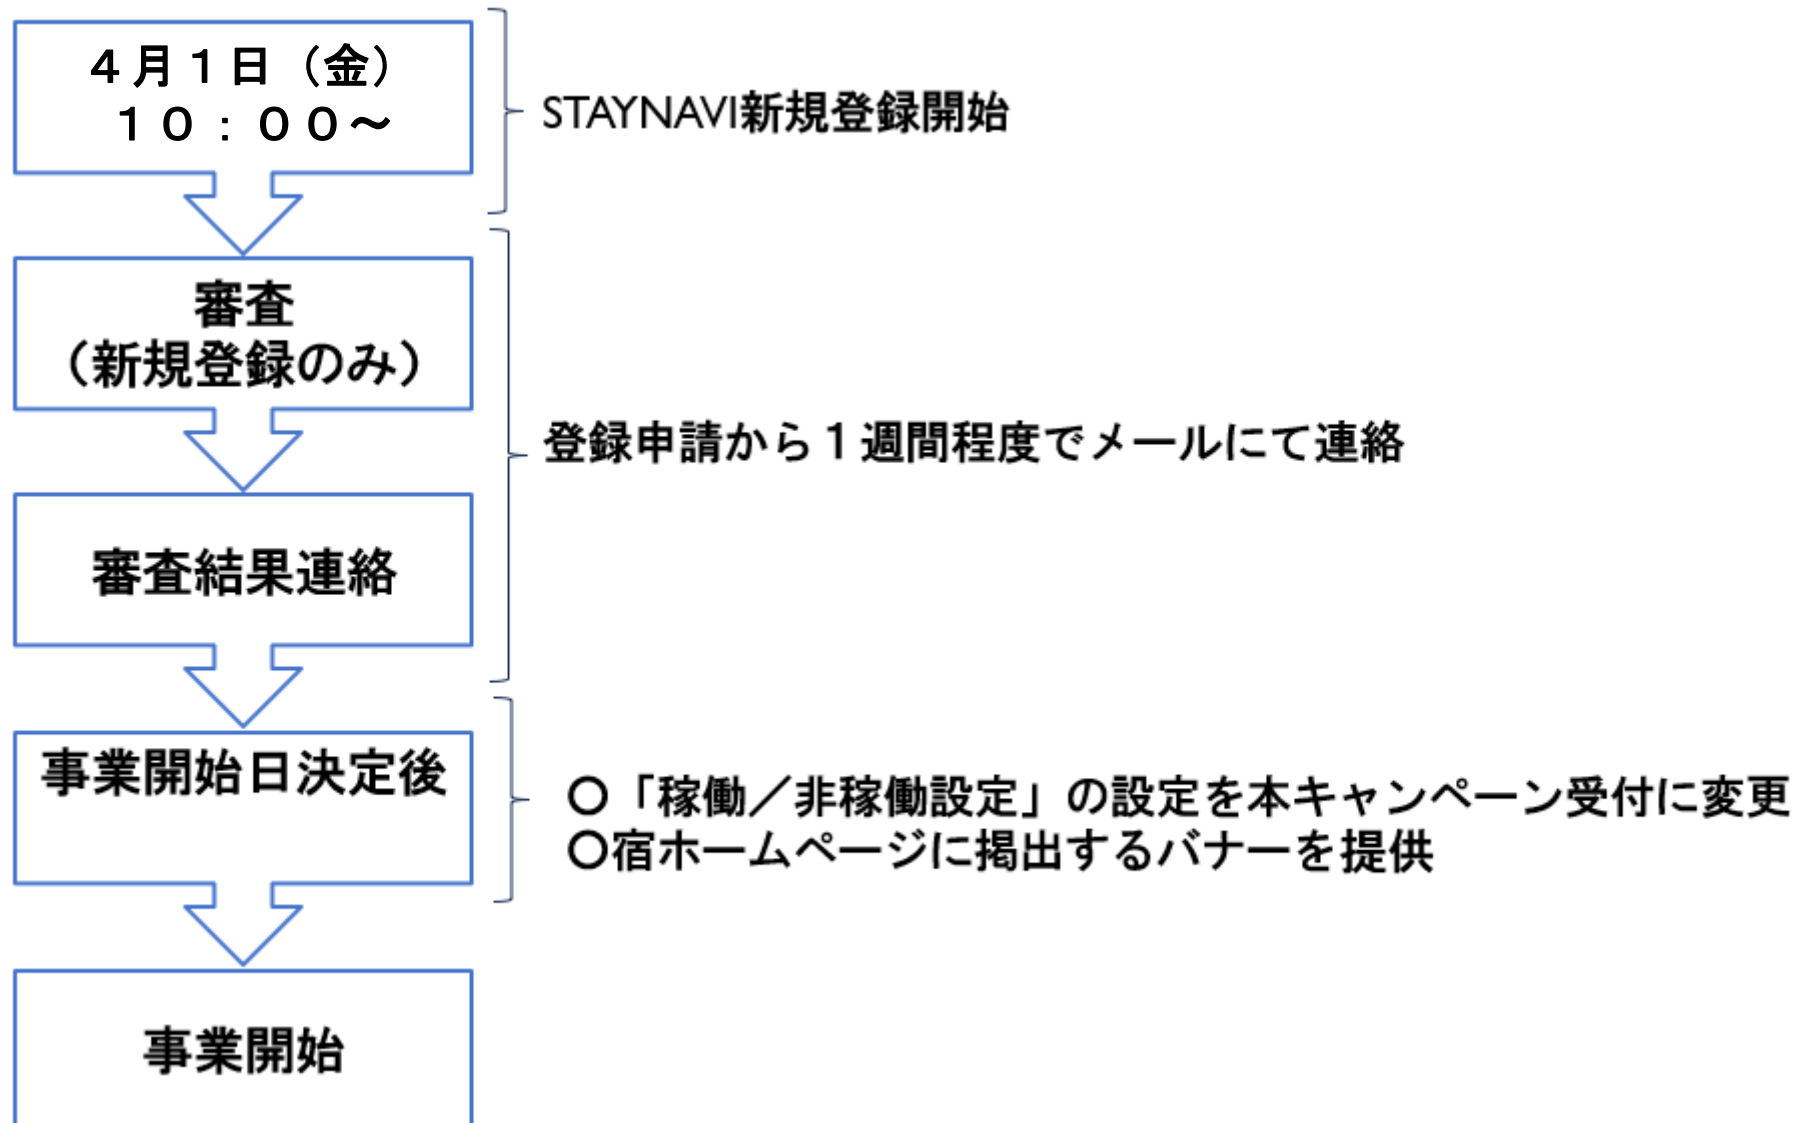 ４月１日（金）
１０：００～
STAYNAVI新規登録開始
審査
（新規登録のみ）
登録申請から１週間程度でメールにて連絡
審査結果連絡
事業開始日決定後
〇「稼働／非稼働設定」の設定を本キャンペーン受付に変更
〇宿ホームページに掲出するバナーを提供
事業開始